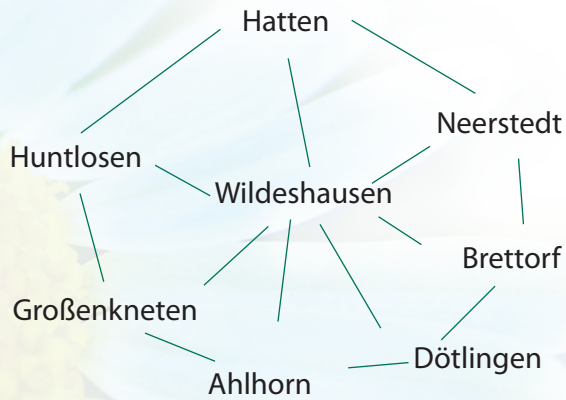 Hatten
Neerstedt
Huntlosen
Wildeshausen
Brettorf
Großenkneten
Dötlingen
Ahlhorn